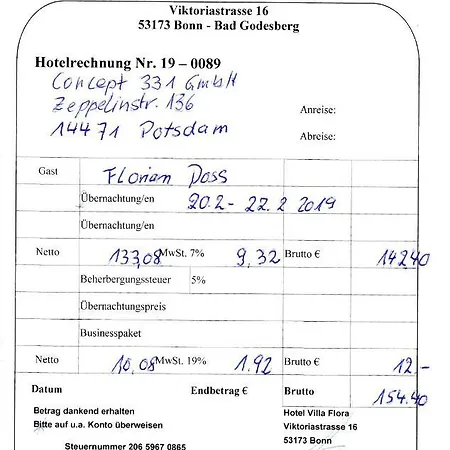 Viktoriastrasse 16
53173 Bonn - Bad Godesberg
Hotelrechnung Nr. 19 – 0089
Concept 331 GmbH
Zeppelinstr. 136
14471 Potsdam
Anreise:
Abreise:
Gast Florian Doss
Übernachtung/en 20.2 - 22.2 2019
Übernachtung/en
Netto 133,08 MwSt. 7% 9,32 Brutto € 142,40
Beherbergungssteuer 5%
Übernachtungspreis
Businesspaket
Netto 10,08 MwSt. 19% 1.92 Brutto € 12.-
Datum Endbetrag € Brutto 154.40
Betrag dankend erhalten
Bitte auf u.a. Konto überweisen
Steuernummer 206 5967 0865
Hotel Villa Flora
Viktoriastrasse 16
53173 Bonn